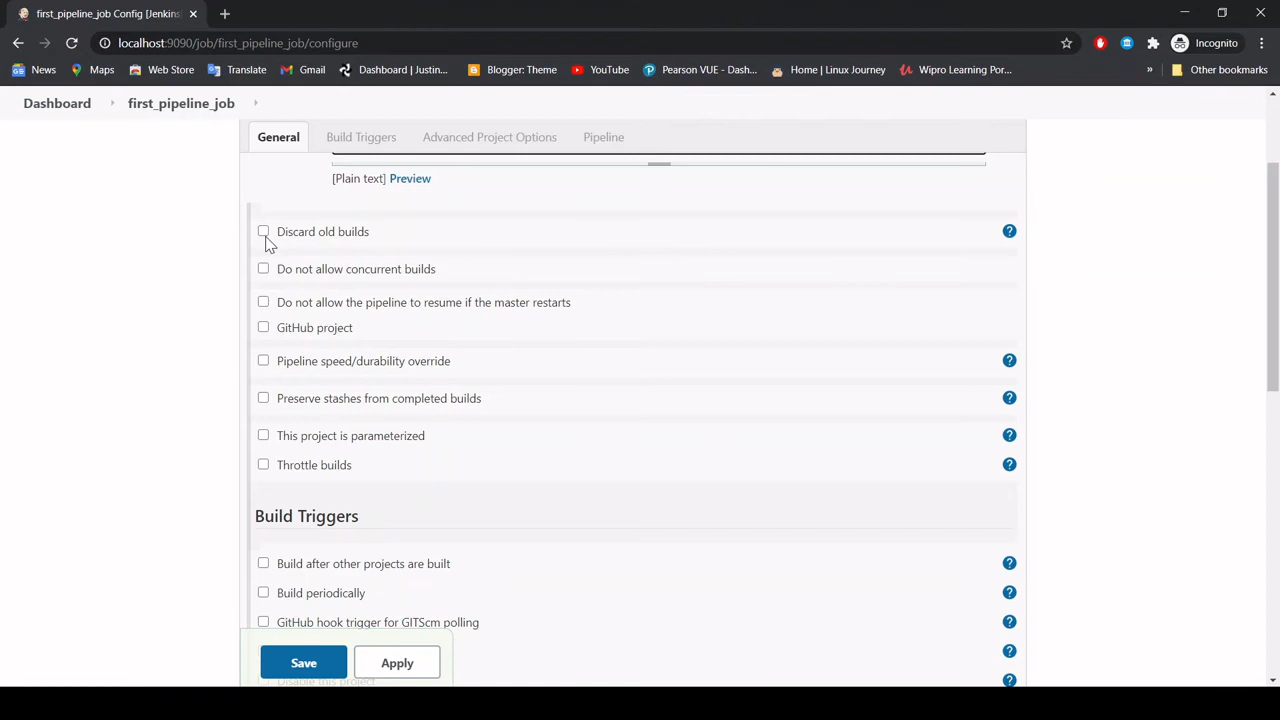 first_pipeline_job Config [Jenkins]
localhost:9090/job/first_pipeline_job/configure
Incognito
News
Maps
Web Store
Translate
Gmail
Dashboard | Justin...
Blogger: Theme
YouTube
Pearson VUE - Dash...
Home | Linux Journey
Wipro Learning Por...
»
Other bookmarks
Dashboard
first_pipeline_job
General
Build Triggers
Advanced Project Options
Pipeline
[Plain text] Preview
Discard old builds
?
Do not allow concurrent builds
Do not allow the pipeline to resume if the master restarts
GitHub project
Pipeline speed/durability override
?
Preserve stashes from completed builds
?
This project is parameterized
?
Throttle builds
?
Build Triggers
Build after other projects are built
?
Build periodically
?
GitHub hook trigger for GITScm polling
?
?
Save
Apply
Disable this project
?